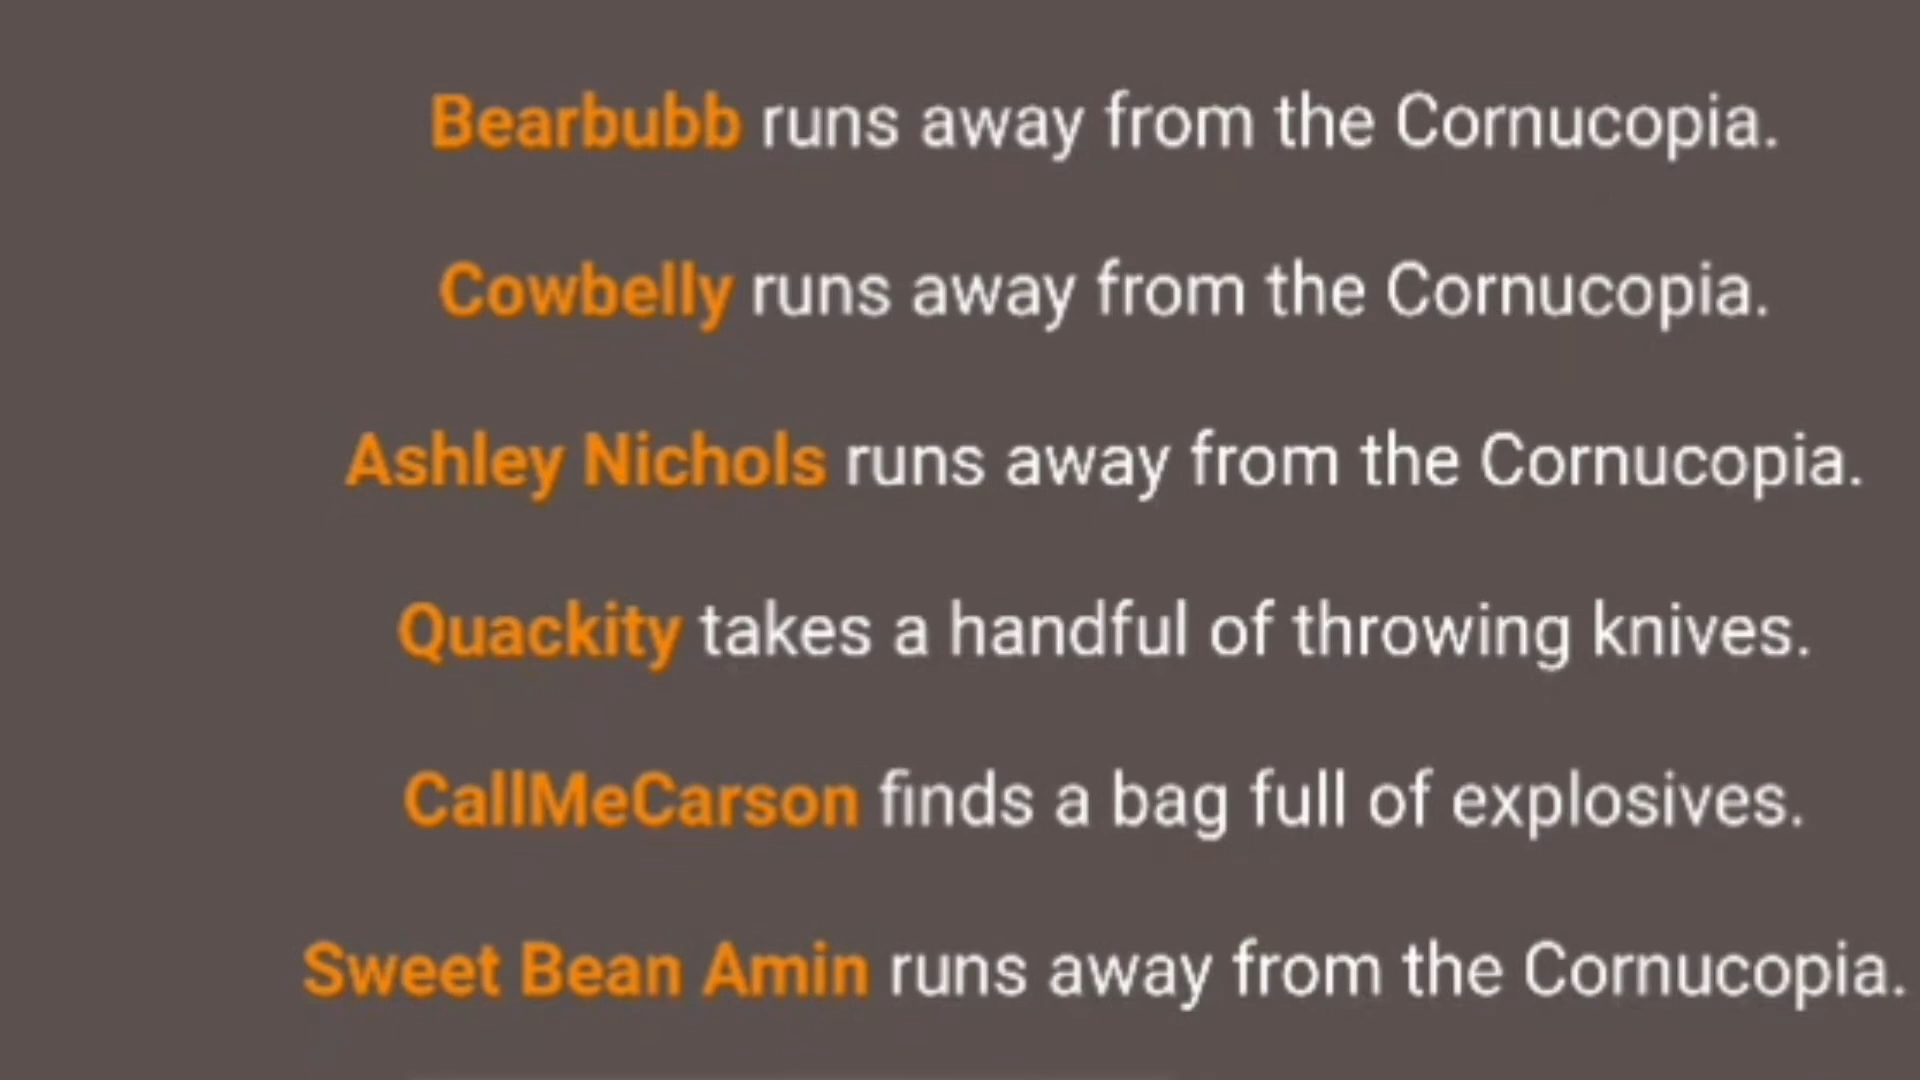 Bearbubb runs away from the Cornucopia.
Cowbelly runs away from the Cornucopia.
Ashley Nichols runs away from the Cornucopia.
Quackity takes a handful of throwing knives.
CallMeCarson finds a bag full of explosives.
Sweet Bean Amin runs away from the Cornucopia.